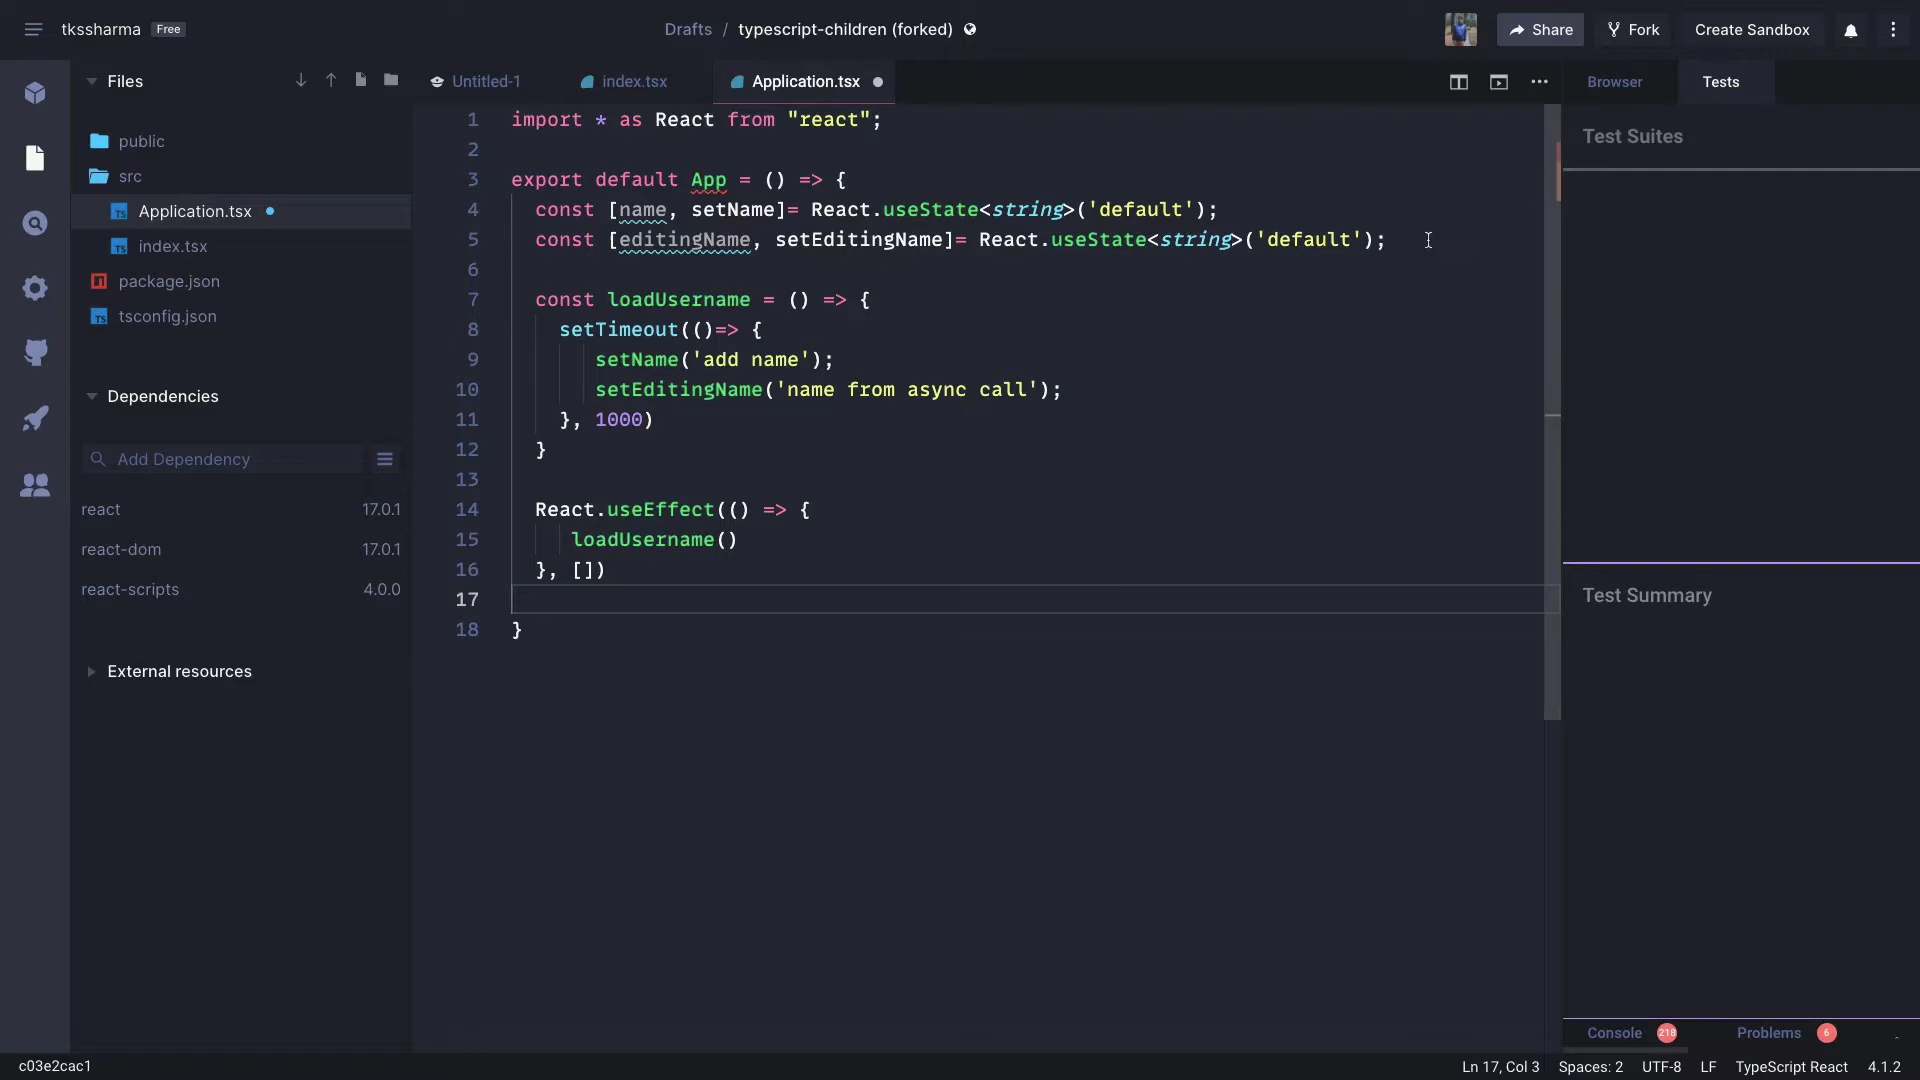 tkssharma Free
Drafts / typescript-children (forked)
Share
Fork
Create Sandbox
Files
public
src
Application.tsx
index.tsx
package.json
tsconfig.json
Dependencies
Add Dependency
react 17.0.1
react-dom 17.0.1
react-scripts 4.0.0
External resources
Untitled-1
index.tsx
Application.tsx
1 import * as React from "react";
2
3 export default App = () => {
4 const [name, setName]= React.useState<string>('default');
5 const [editingName, setEditingName]= React.useState<string>('default');
6
7 const loadUsername = () => {
8 setTimeout(()=> {
9 setName('add name');
10 setEditingName('name from async call');
11 }, 1000)
12 }
13
14 React.useEffect(() => {
15 loadUsername()
16 }, [])
17
18 }
Browser
Tests
Test Suites
Test Summary
Console 218
Problems 6
c03e2cac1
Ln 17, Col 3 Spaces: 2 UTF-8 LF TypeScript React 4.1.2